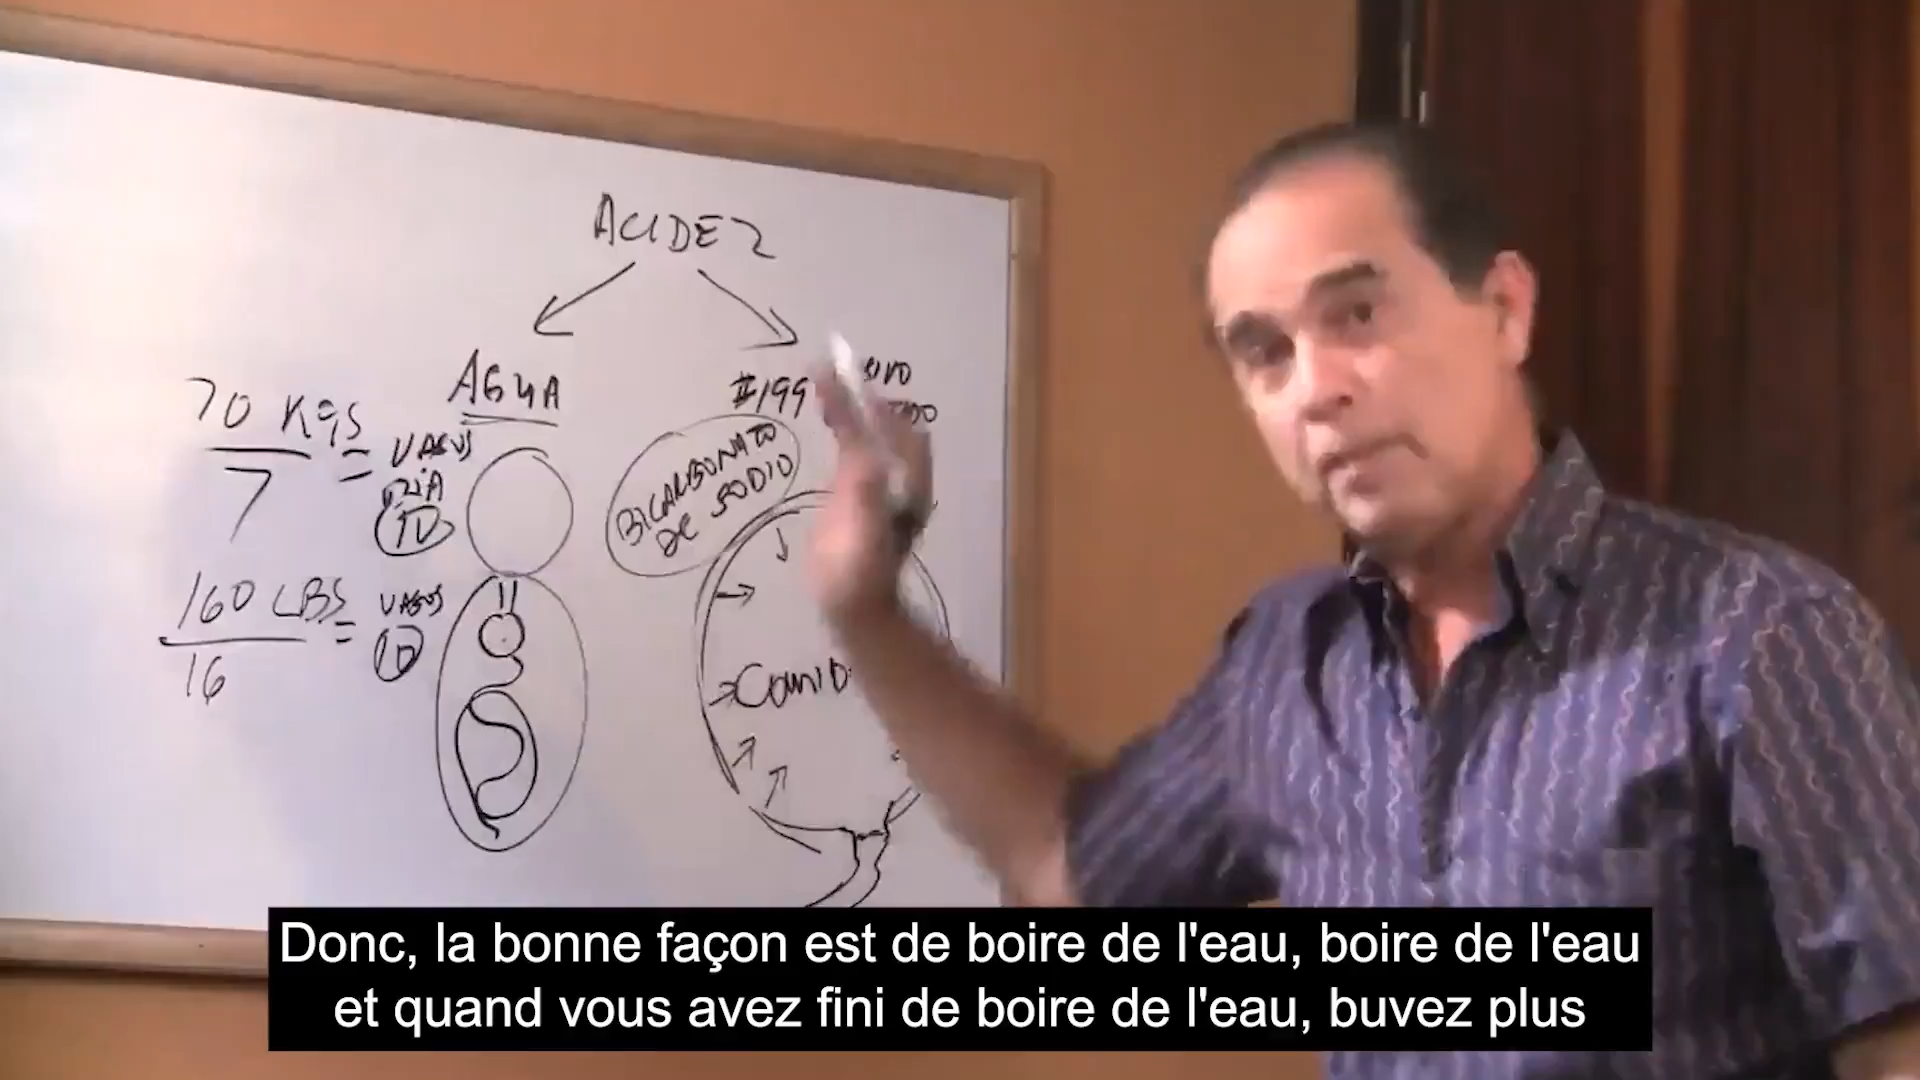 ACIDEZ
AGUA
#199
70 KGS
7
=
VASOS
DIA
10
BICARBONATO
DE SODIO
160 LBS
16
=
VASOS
10
Donc, la bonne façon est de boire de l'eau, boire de l'eau
et quand vous avez fini de boire de l'eau, buvez plus